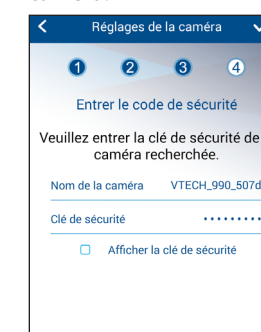 Réglages de la caméra
1 2 3 4
Entrer le code de sécurité
Veuillez entrer la clé de sécurité de
caméra recherchée.
Nom de la caméra VTECH_990_507d
Clé de sécurité •••••••••
Afficher la clé de sécurité